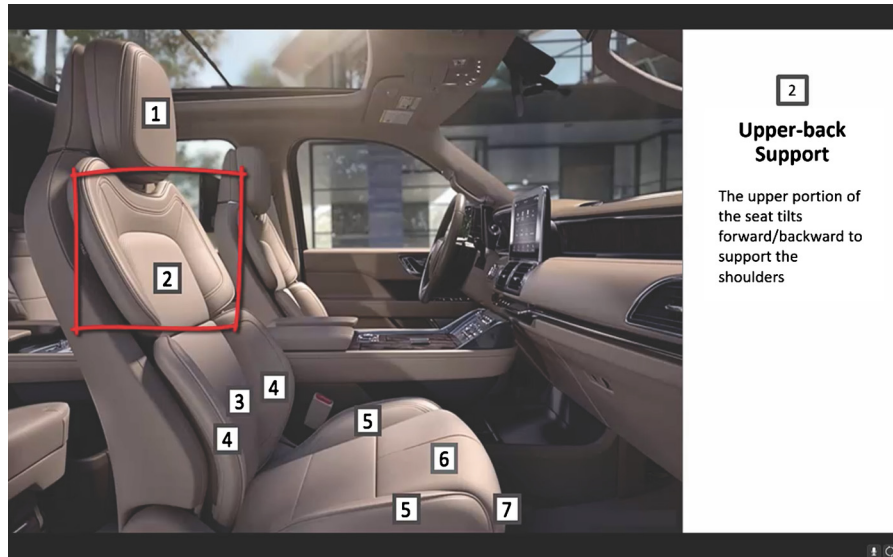 1
2
3
4
4
5
6
5
7
2
Upper-back
Support
The upper portion of
the seat tilts
forward/backward to
support the
shoulders